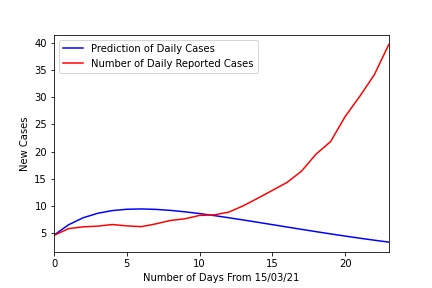 Prediction of Daily Cases
Number of Daily Reported Cases
New Cases
40
35
30
25
20
15
10
5
0 5 10 15 20
Number of Days From 15/03/21